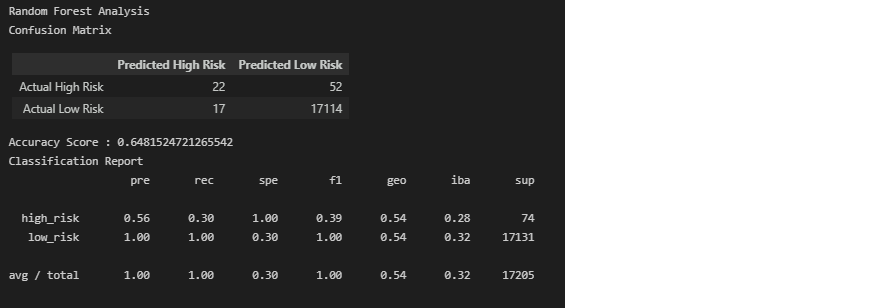 Random Forest Analysis
Confusion Matrix
Predicted High Risk Predicted Low Risk
Actual High Risk 22 52
Actual Low Risk 17 17114
Accuracy Score : 0.6481524721265542
Classification Report
pre rec spe f1 geo iba sup
high_risk 0.56 0.30 1.00 0.39 0.54 0.28 74
low_risk 1.00 1.00 0.30 1.00 0.54 0.32 17131
avg / total 1.00 1.00 0.30 1.00 0.54 0.32 17205